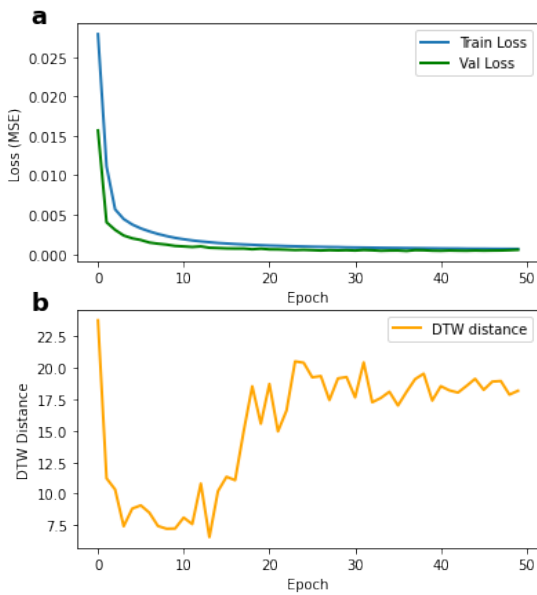 a
0.025
0.020
0.015
0.010
0.005
0.000
Loss (MSE)
Train Loss
Val Loss
0 10 20 30 40 50
Epoch
b
22.5
20.0
17.5
15.0
12.5
10.0
7.5
DTW Distance
DTW distance
0 10 20 30 40 50
Epoch